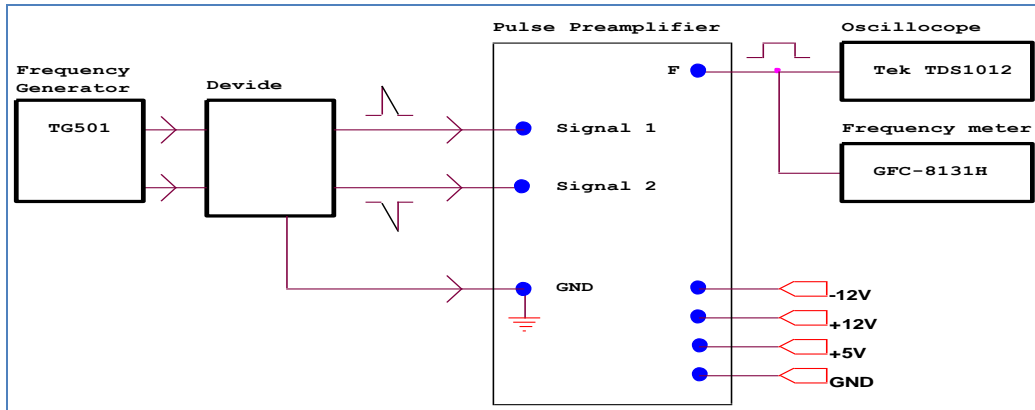 Pulse Preamplifier
Oscillocope
F
Tek TDS1012
Frequency
Generator
Devide
TG501
Signal 1
Frequency meter
GFC-8131H
Signal 2
GND
-12V
+12V
+5V
GND